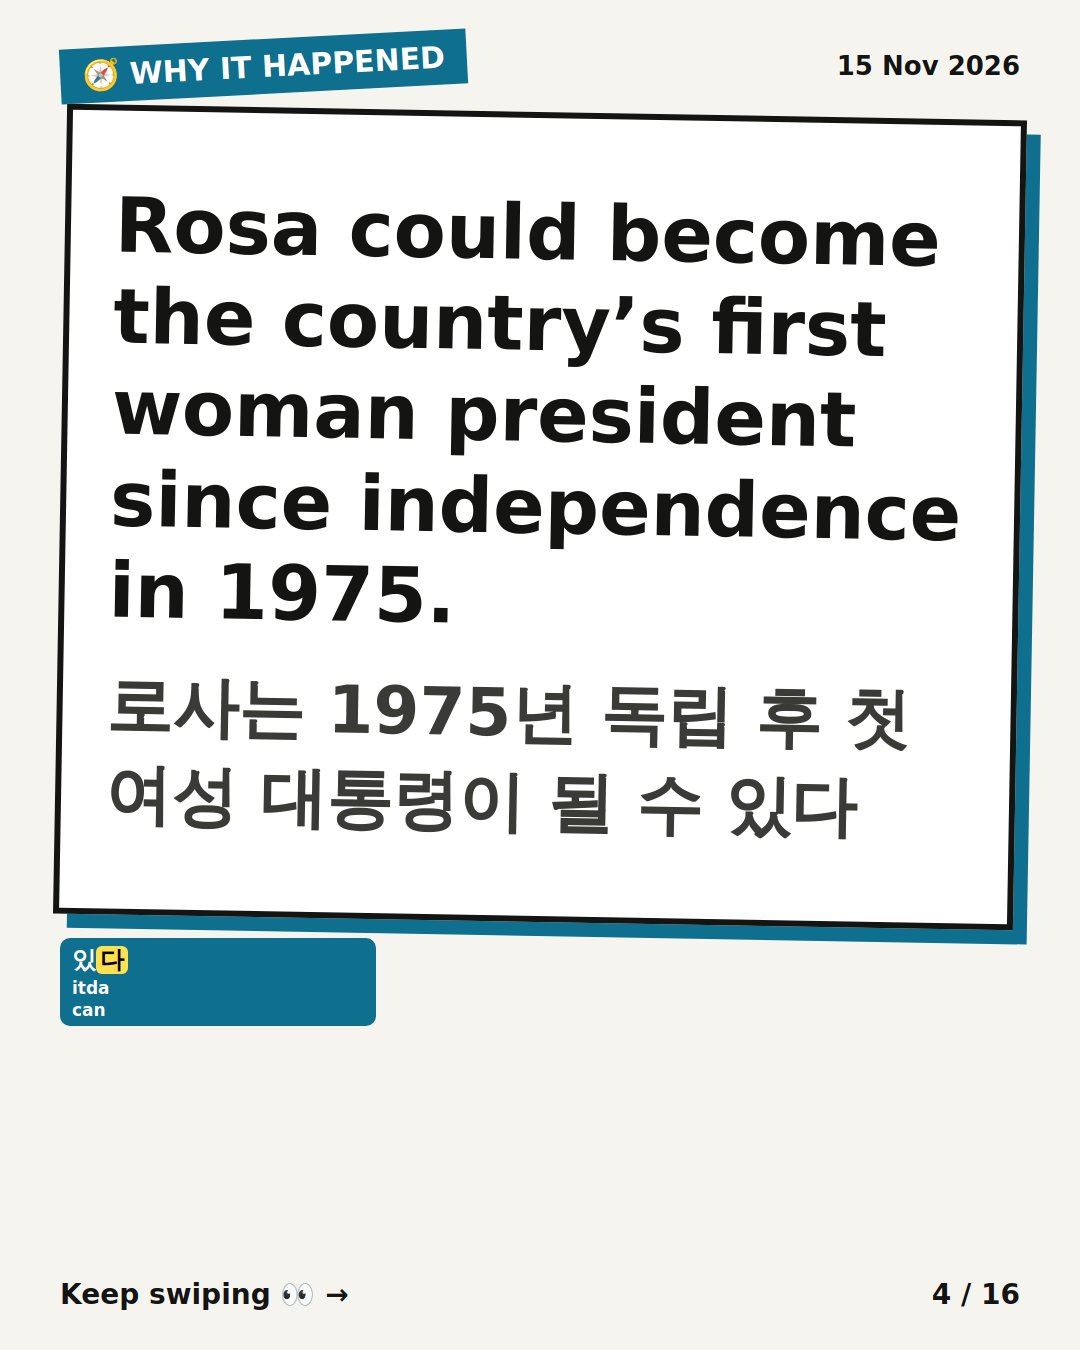 🧭 WHY IT HAPPENED
15 Nov 2026
Rosa could become
the country’s first
woman president
since independence
in 1975.
로사는 1975년 독립 후 첫
여성 대통령이 될 수 있다
있다
itda
can
Keep swiping 👀 →
4 / 16